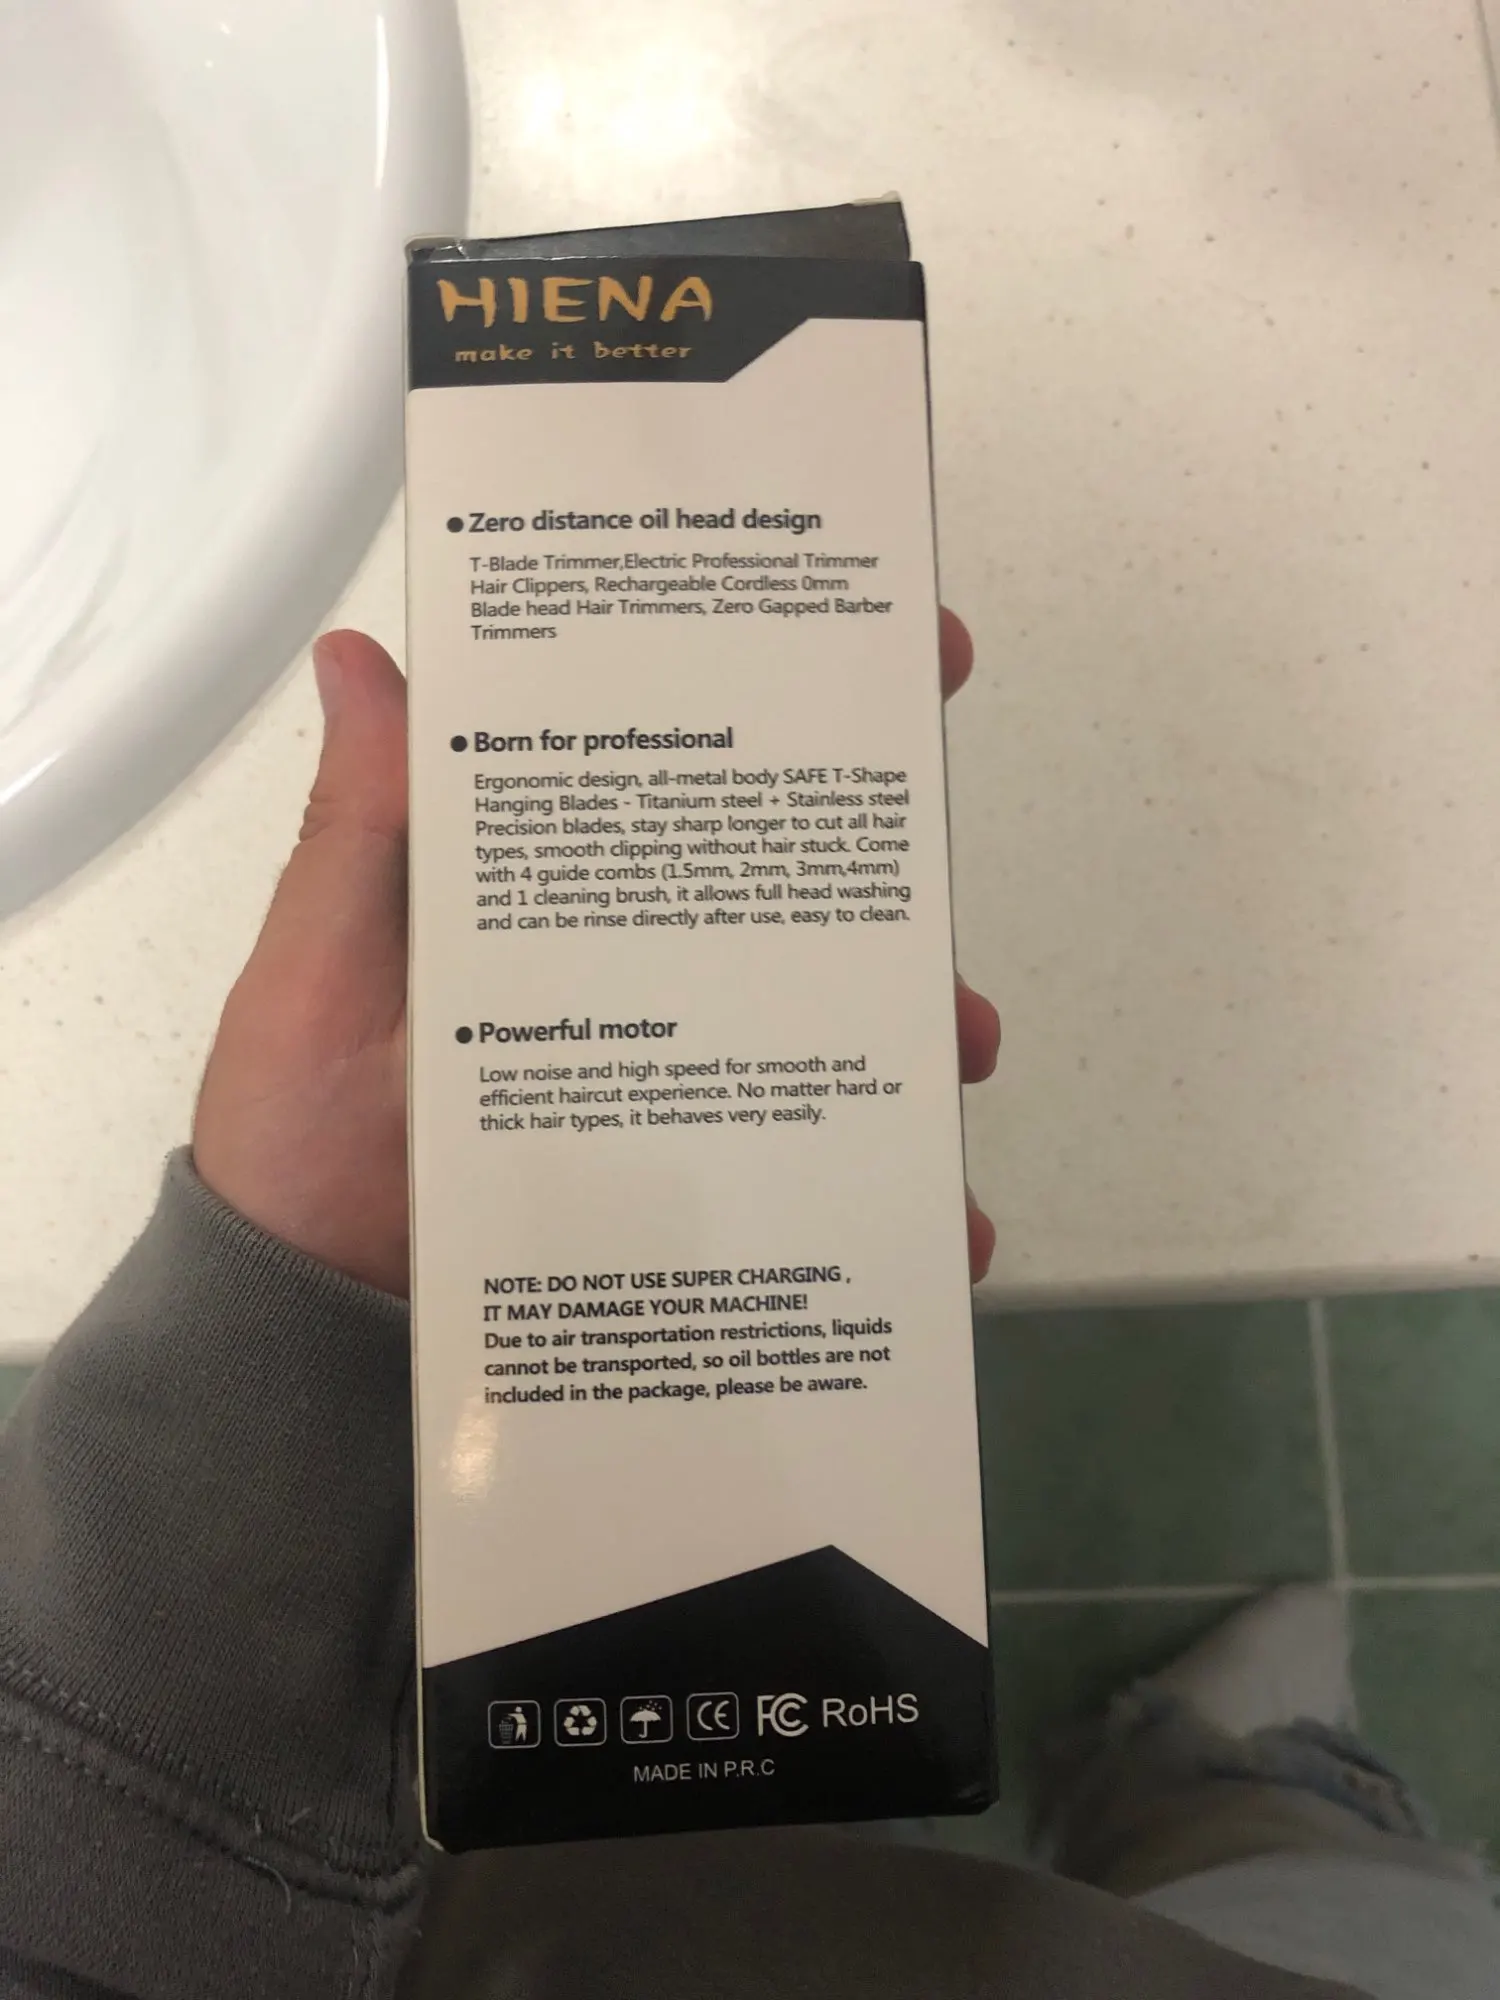 HIENA
make it better
● Zero distance oil head design
T-Blade Trimmer,Electric Professional Trimmer
Hair Clippers, Rechargeable Cordless 0mm
Blade head Hair Trimmers, Zero Gapped Barber
Trimmers
● Born for professional
Ergonomic design, all-metal body SAFE T-Shape
Hanging Blades - Titanium steel + Stainless steel
Precision blades, stay sharp longer to cut all hair
types, smooth clipping without hair stuck. Come
with 4 guide combs (1.5mm, 2mm, 3mm,4mm)
and 1 cleaning brush, it allows full head washing
and can be rinse directly after use, easy to clean.
● Powerful motor
Low noise and high speed for smooth and
efficient haircut experience. No matter hard or
thick hair types, it behaves very easily.
NOTE: DO NOT USE SUPER CHARGING ,
IT MAY DAMAGE YOUR MACHINE!
Due to air transportation restrictions, liquids
cannot be transported, so oil bottles are not
included in the package, please be aware.
CE FC RoHS
MADE IN P.R.C